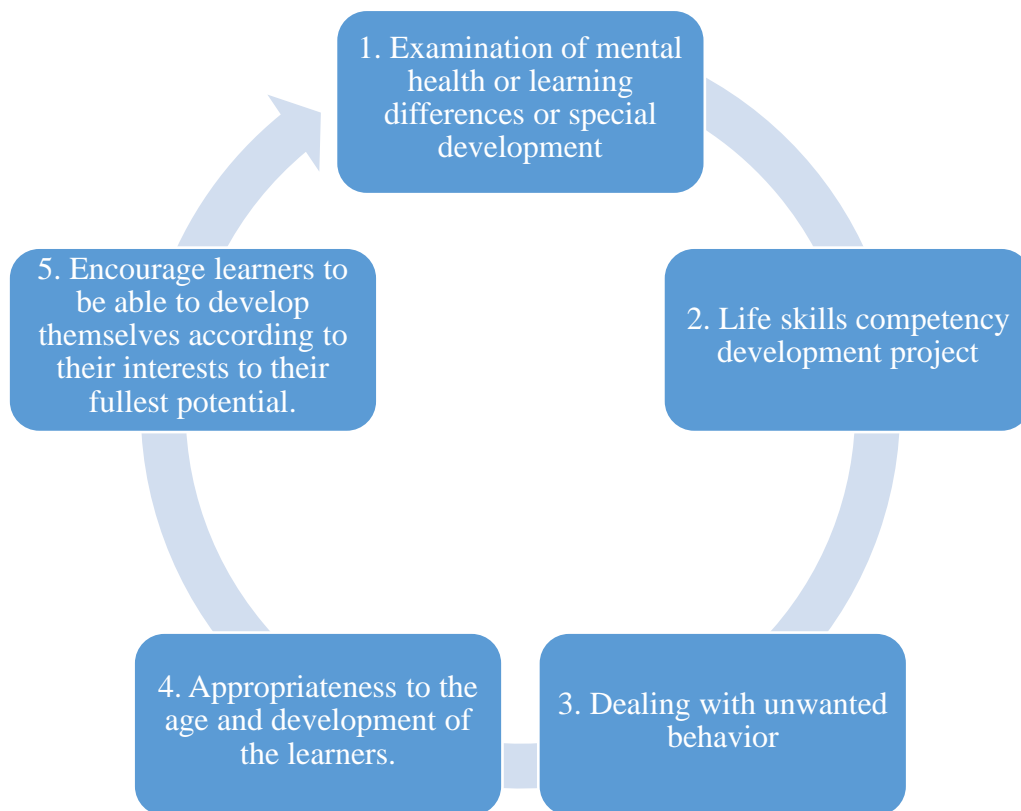 1. Examination of mental
health or learning
differences or special
development
2. Life skills competency
development project
3. Dealing with unwanted
behavior
4. Appropriateness to the
age and development of
the learners.
5. Encourage learners to
be able to develop
themselves according to
their interests to their
fullest potential.